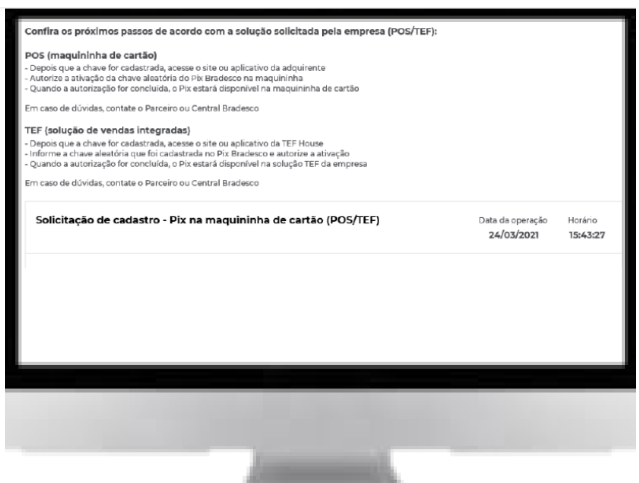 Confira os próximos passos de acordo com a solução solicitada pela empresa (POS/TEF):
POS (maquininha de cartão)
- Depois que a chave for cadastrada, acesse o site ou aplicativo da adquirente
- Autorize a ativação da chave aleatória do Pix Bradesco na maquininha
- Quando a autorização for concluída, o Pix estará disponível na maquininha de cartão
Em caso de dúvidas, contate o Parceiro ou Central Bradesco
TEF (solução de vendas integradas)
- Depois que a chave for cadastrada, acesse o site ou aplicativo da TEF House
- Informe a chave aleatória que foi cadastrada no Pix Bradesco e autorize a ativação
- Quando a autorização for concluída, o Pix estará disponível na solução TEF da empresa
Em caso de dúvidas, contate o Parceiro ou Central Bradesco
Solicitação de cadastro - Pix na maquininha de cartão (POS/TEF)
Data da operação
24/03/2021
Horário
15:43:27